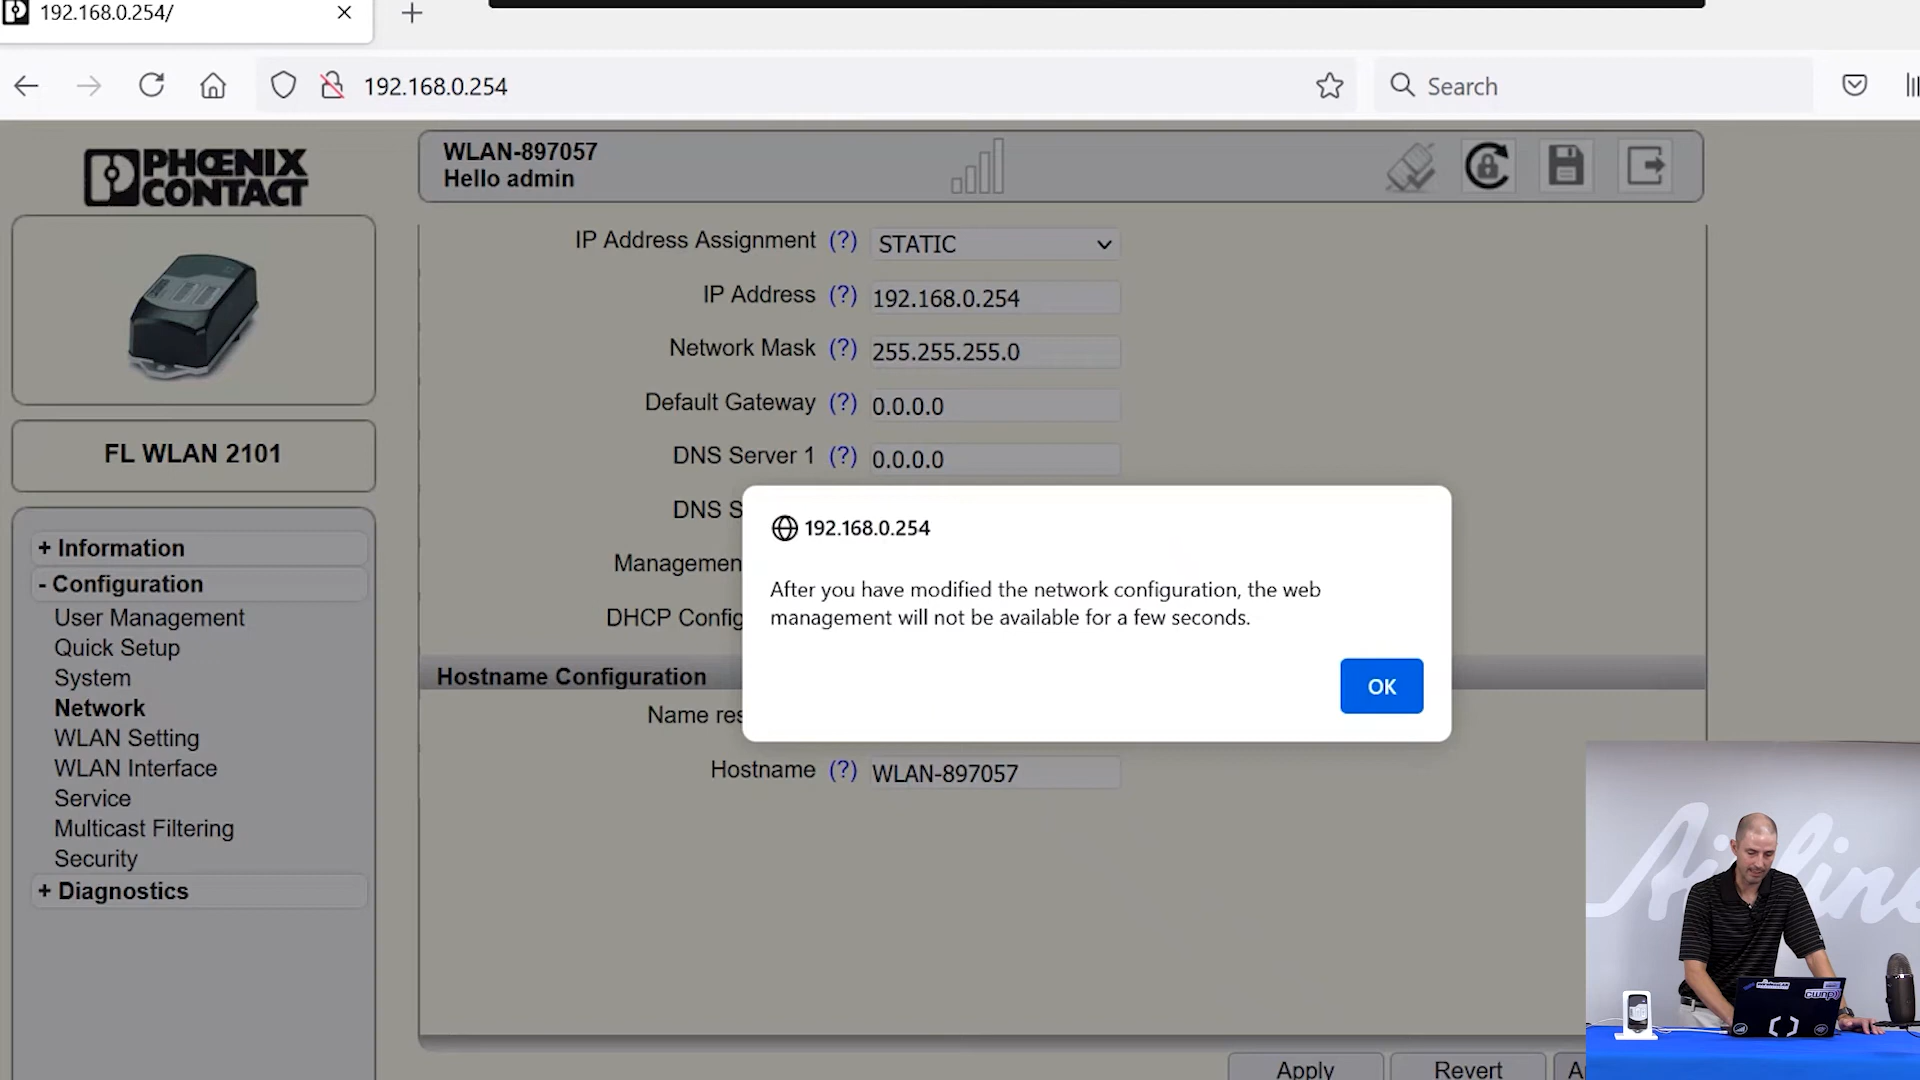 192.168.0.254/
192.168.0.254
Search
PHŒNIX
CONTACT
WLAN-897057
Hello admin
FL WLAN 2101
+ Information
- Configuration
User Management
Quick Setup
System
Network
WLAN Setting
WLAN Interface
Service
Multicast Filtering
Security
+ Diagnostics
IP Address Assignment (?) STATIC
IP Address (?) 192.168.0.254
Network Mask (?) 255.255.255.0
Default Gateway (?) 0.0.0.0
DNS Server 1 (?) 0.0.0.0
DNS S
Managemen
DHCP Config
Hostname Configuration
Name res
Hostname (?) WLAN-897057
192.168.0.254
After you have modified the network configuration, the web
management will not be available for a few seconds.
OK
Apply
Revert
Airline
cwnp